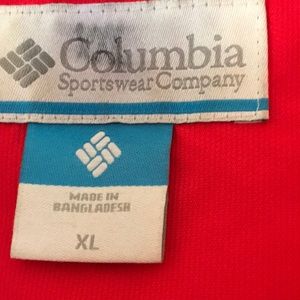 Columbia
Sportswear Company
MADE IN
BANGLADESH
XL